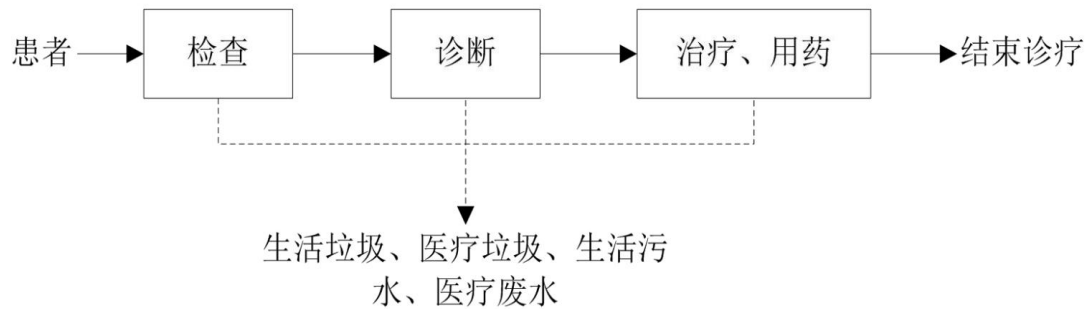 患者
检查
诊断
治疗、用药
结束诊疗
生活垃圾、医疗垃圾、生活污
水、医疗废水